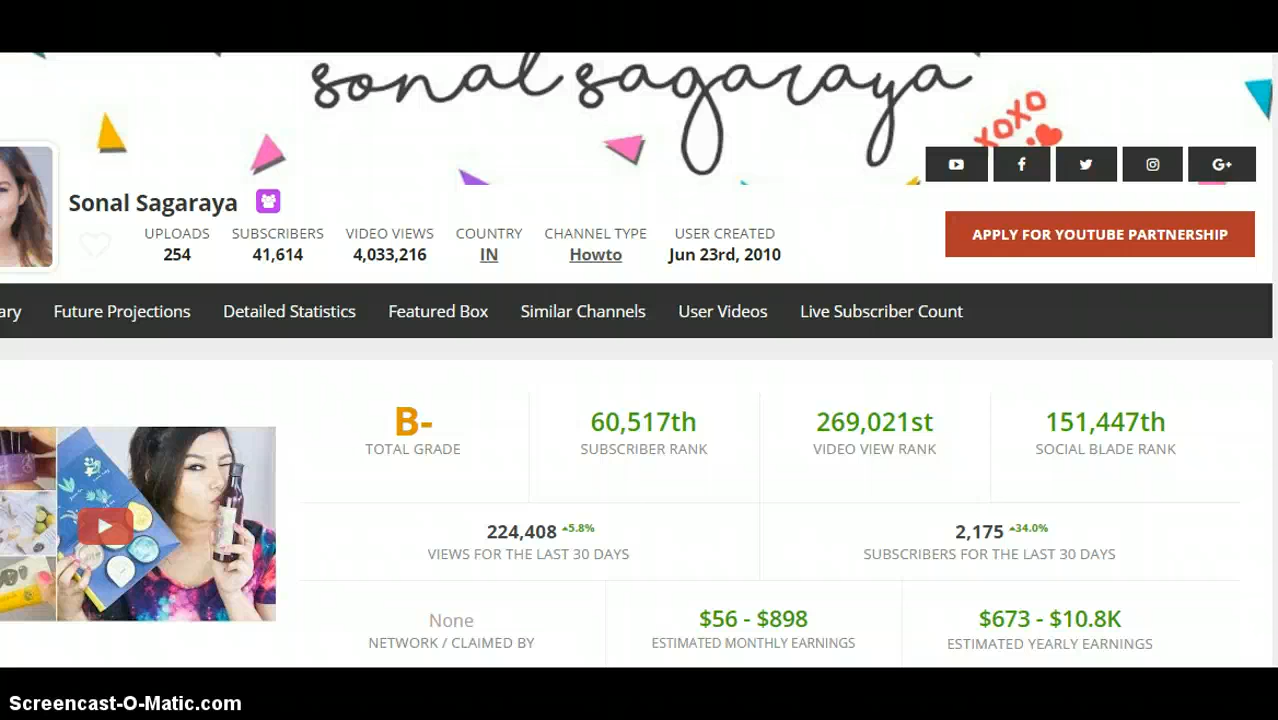 sonal sagaraya
xoxo
Sonal Sagaraya
UPLOADS SUBSCRIBERS VIDEO VIEWS COUNTRY CHANNEL TYPE USER CREATED
254 41,614 4,033,216 IN Howto Jun 23rd, 2010
APPLY FOR YOUTUBE PARTNERSHIP
ary Future Projections Detailed Statistics Featured Box Similar Channels User Videos Live Subscriber Count
B- 60,517th 269,021st 151,447th
TOTAL GRADE SUBSCRIBER RANK VIDEO VIEW RANK SOCIAL BLADE RANK
224,408 5.8% 2,175 34.0%
VIEWS FOR THE LAST 30 DAYS SUBSCRIBERS FOR THE LAST 30 DAYS
None $56 - $898 $673 - $10.8K
NETWORK / CLAIMED BY ESTIMATED MONTHLY EARNINGS ESTIMATED YEARLY EARNINGS
Screencast-O-Matic.com